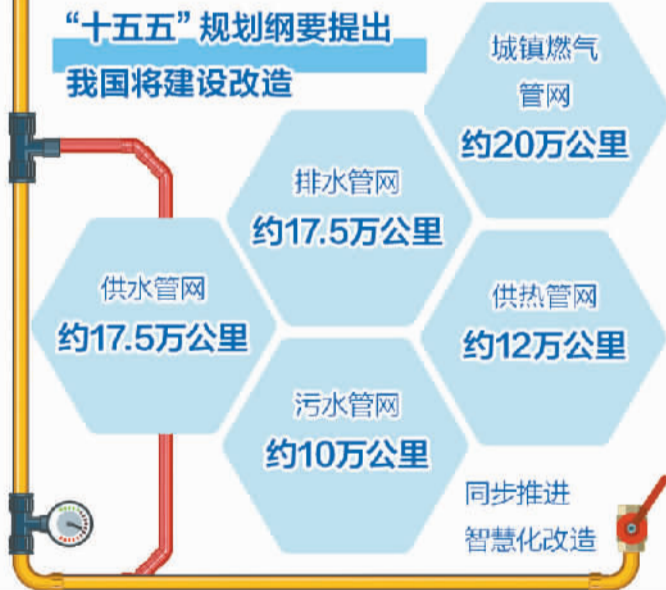 “十五五”规划纲要提出
我国将建设改造
城镇燃气
管网
约20万公里
排水管网
约17.5万公里
供水管网
约17.5万公里
供热管网
约12万公里
污水管网
约10万公里
同步推进
智慧化改造